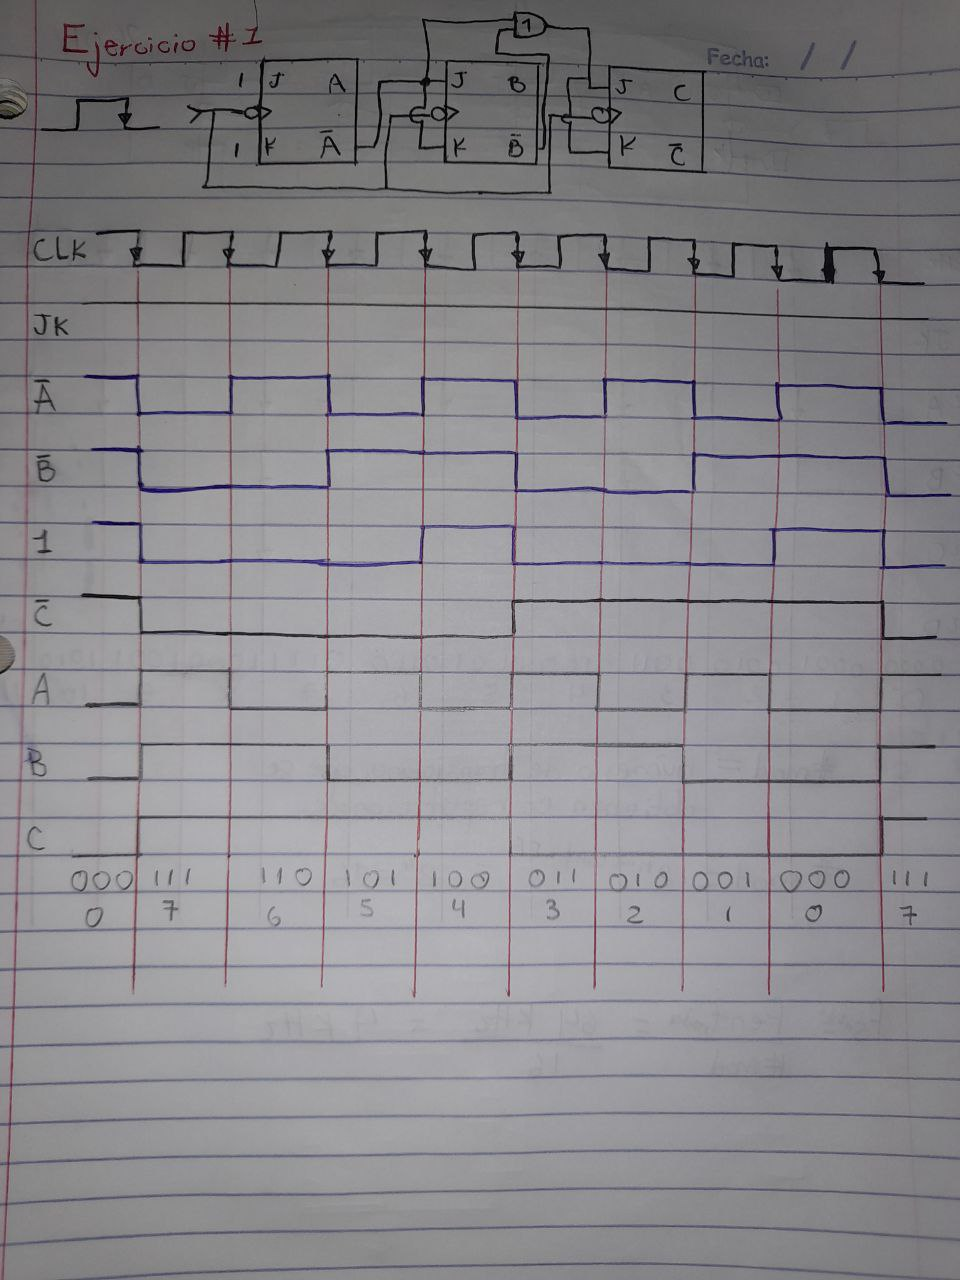 Ejercicio #1
Fecha: / /
1 J A
1 K Ā
J B
K B̄
1
J C
K C̄
CLK
JK
Ā
B̄
1
C̄
A
B
C
000 111 110 101 100 011 010 001 000 111
0 7 6 5 4 3 2 1 0 7